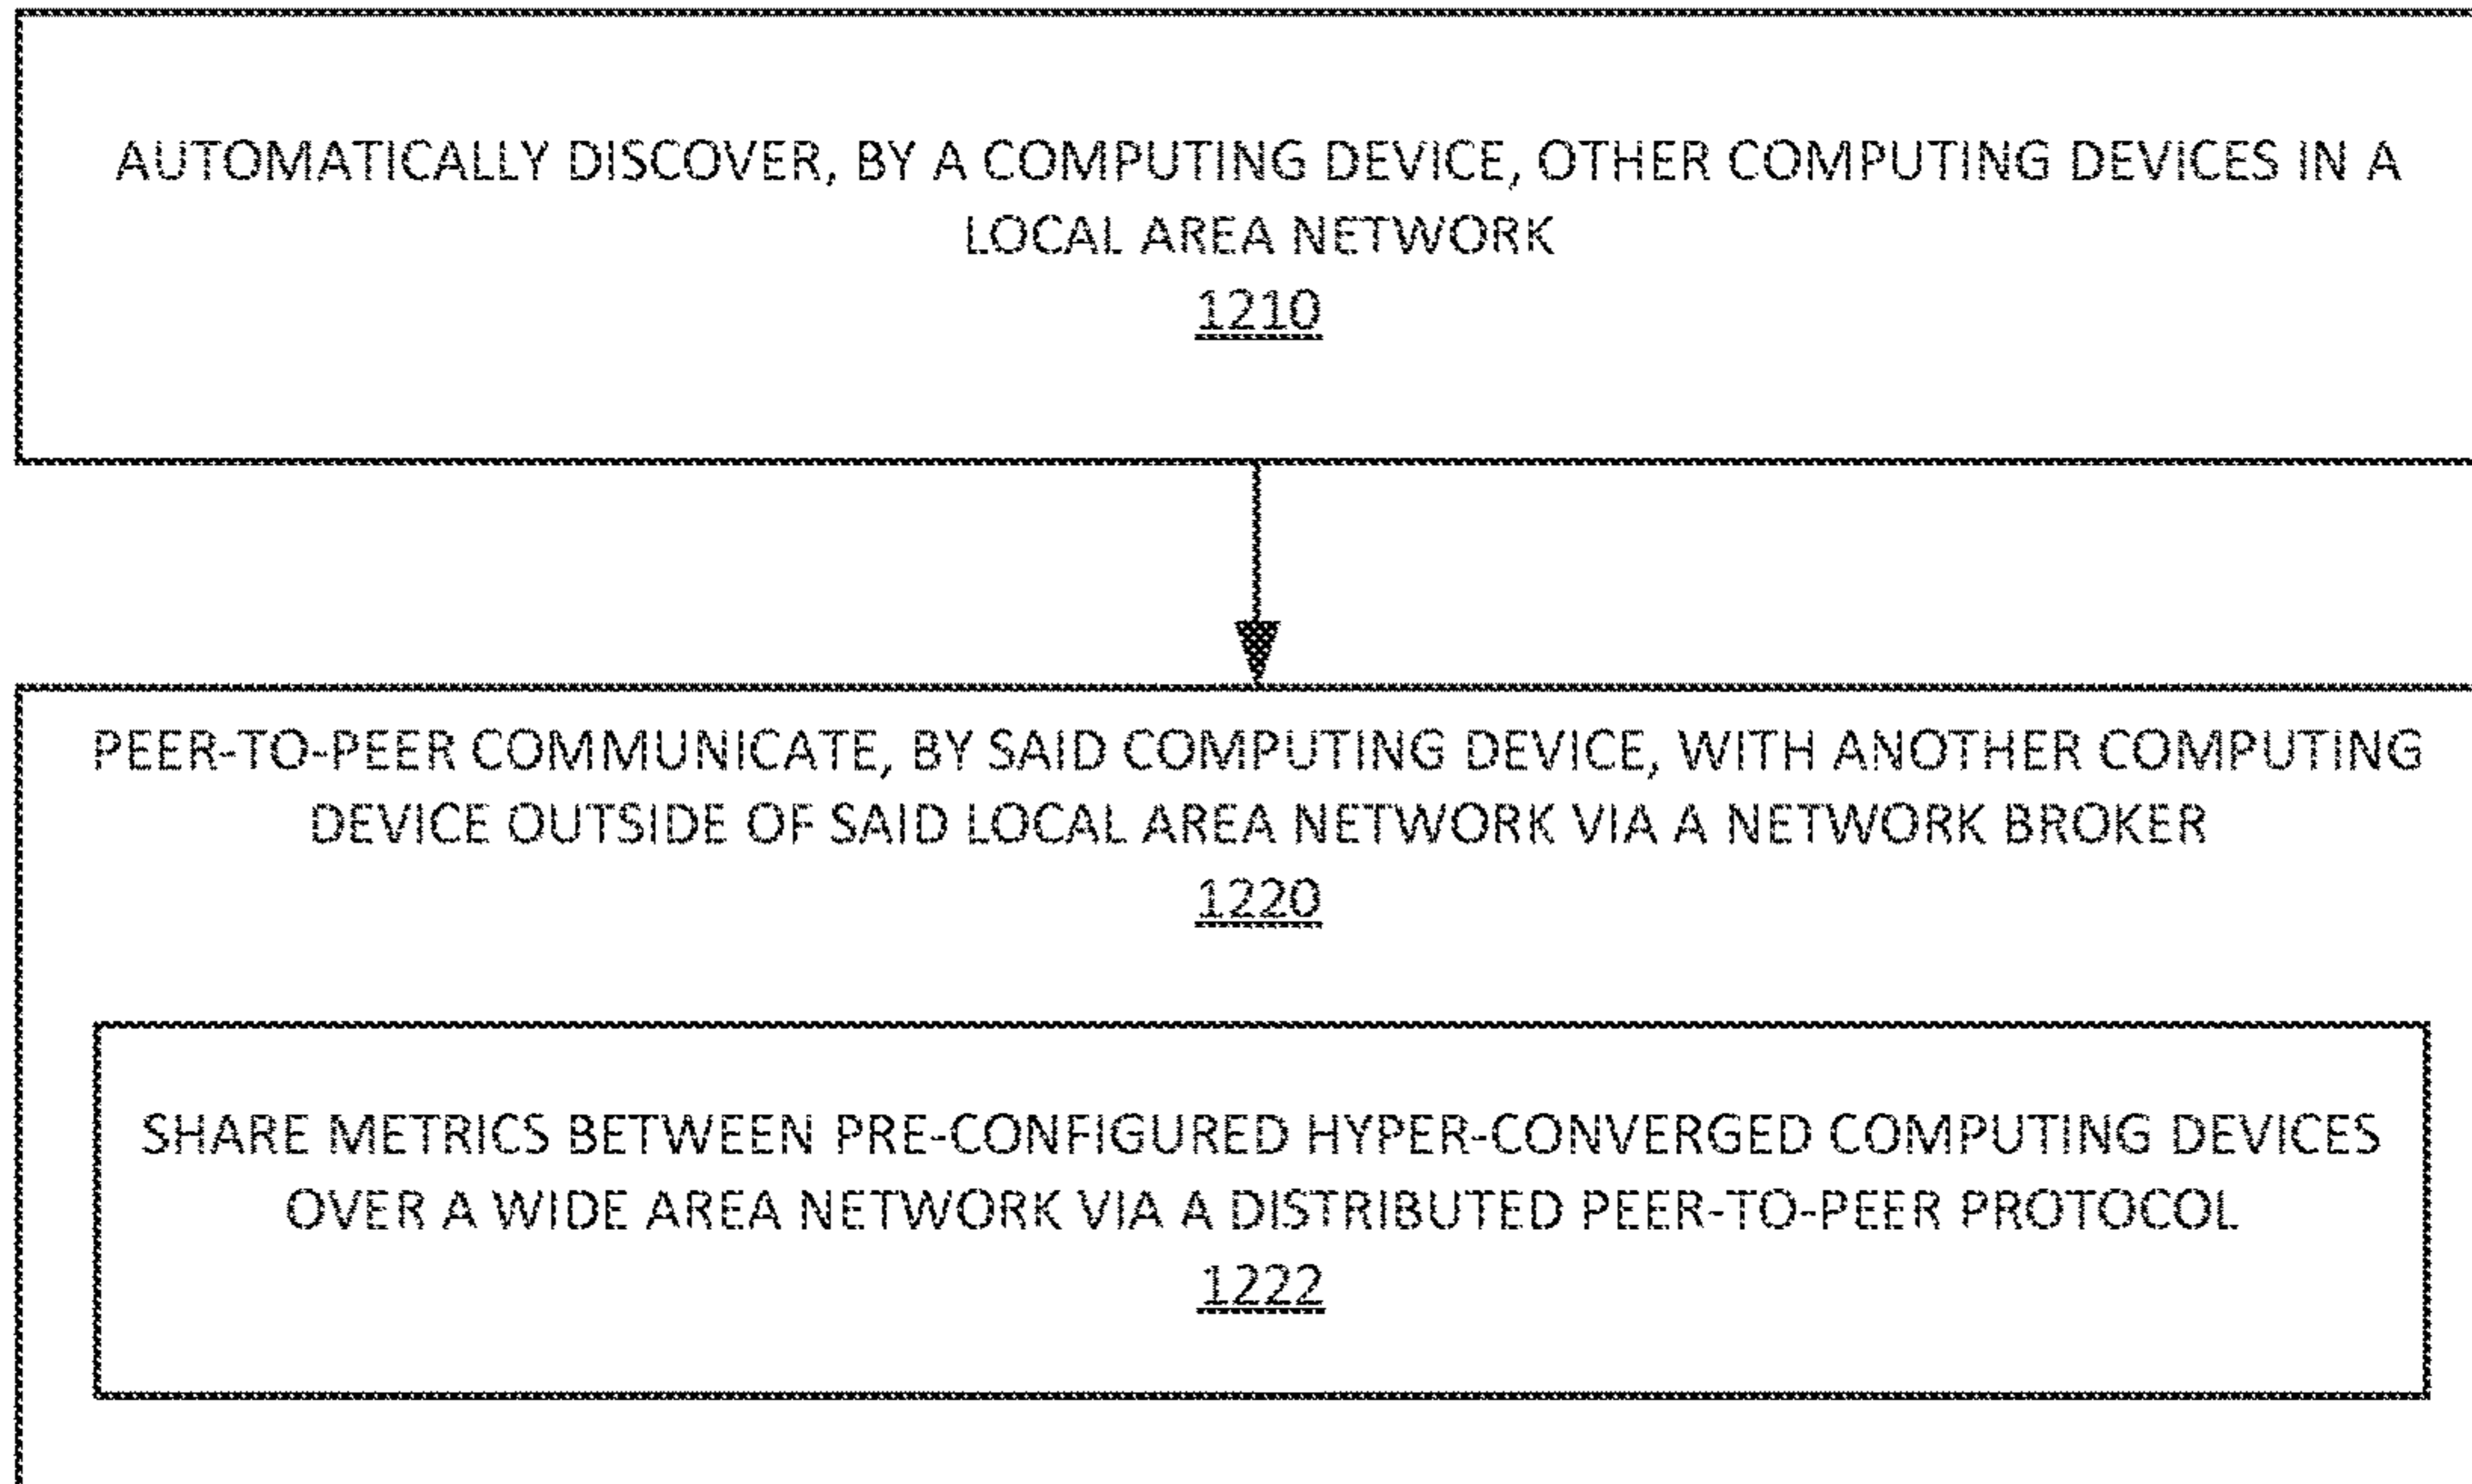 AUTOMATICALLY DISCOVER, BY A COMPUTING DEVICE, OTHER COMPUTING DEVICES IN A
LOCAL AREA NETWORK
1210
PEER-TO-PEER COMMUNICATE, BY SAID COMPUTING DEVICE, WITH ANOTHER COMPUTING
DEVICE OUTSIDE OF SAID LOCAL AREA NETWORK VIA A NETWORK BROKER
1220
SHARE METRICS BETWEEN PRE-CONFIGURED HYPER-CONVERGED COMPUTING DEVICES
OVER A WIDE AREA NETWORK VIA A DISTRIBUTED PEER-TO-PEER PROTOCOL
1222